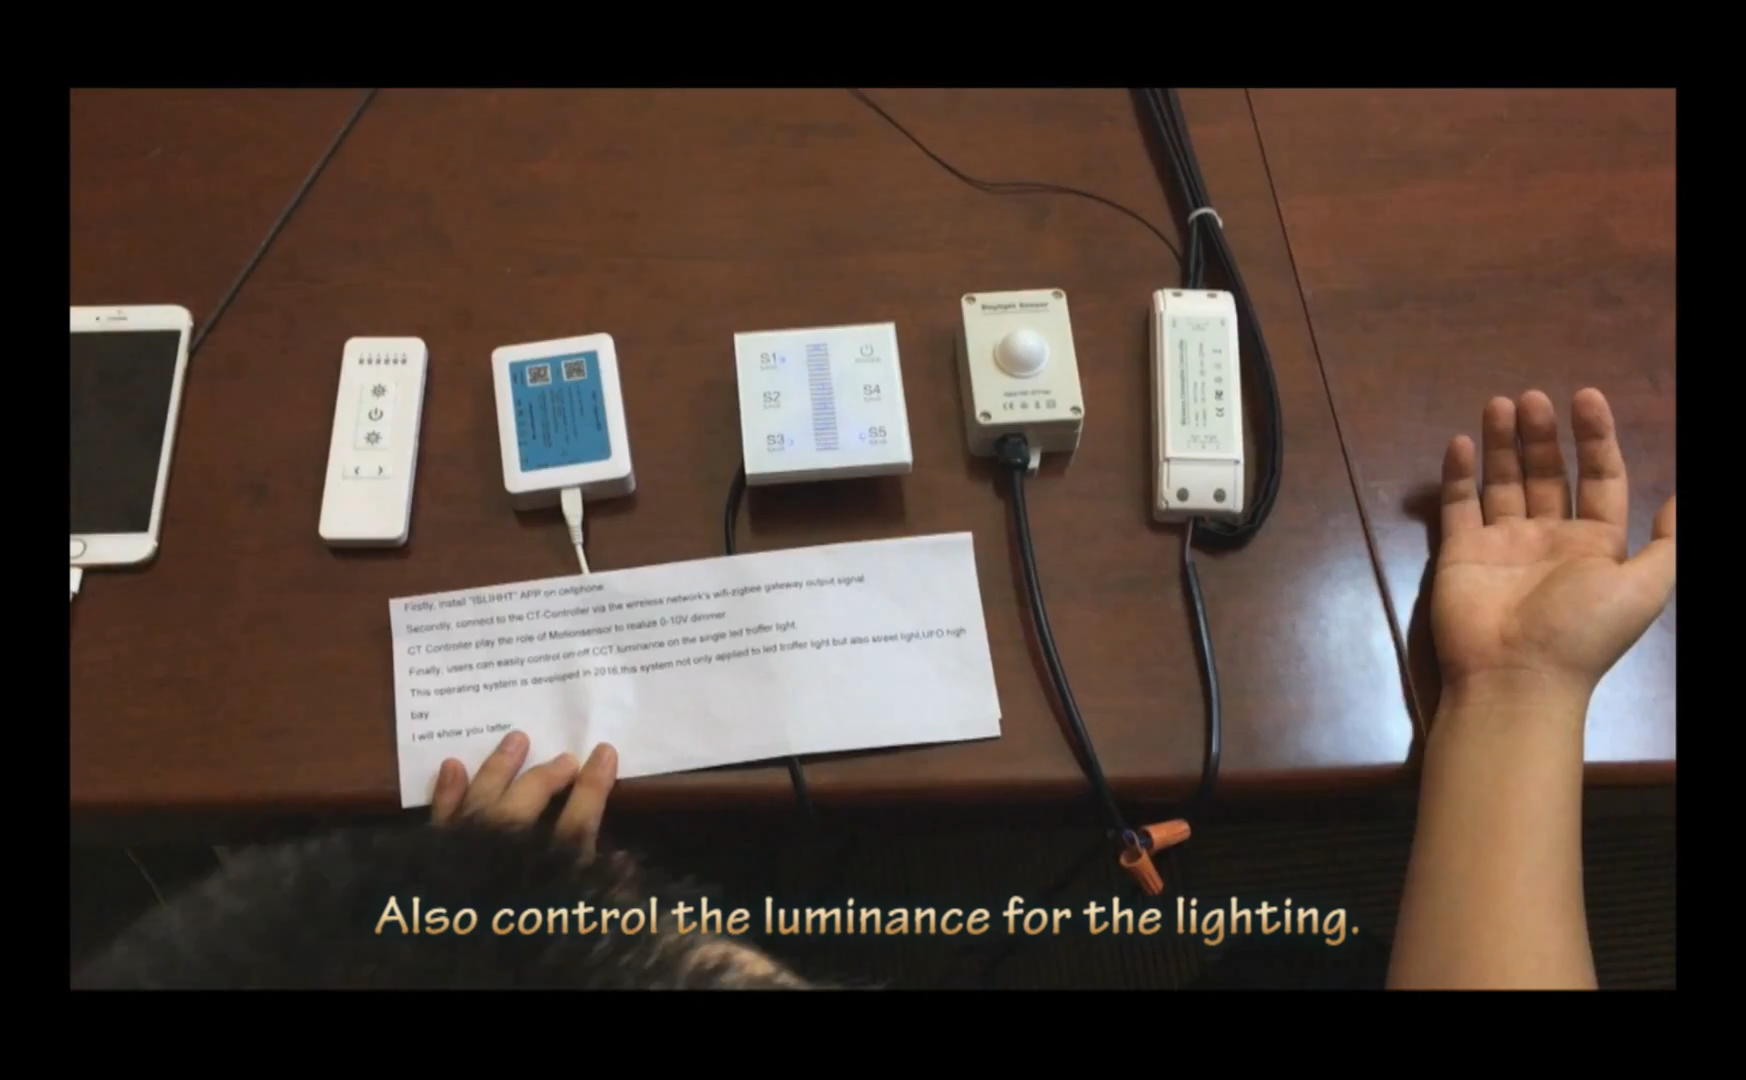 S1
S2
S3
S4
S5
Daylight Sensor
Firstly, install "ISLIHHT" APP on cellphone
Secondly, connect to the CT-Controller via the wireless network's wifi-zigbee gateway output signal
CT Controller play the role of Motionsensor to realize 0-10V dimmer
Finally, users can easily control on-off CCT luminance on the single led troffer light.
This operating system is developed in 2016,this system not only applied to led troffer light but also street light,UFO high
bay
I will show you latter
Also control the luminance for the lighting.